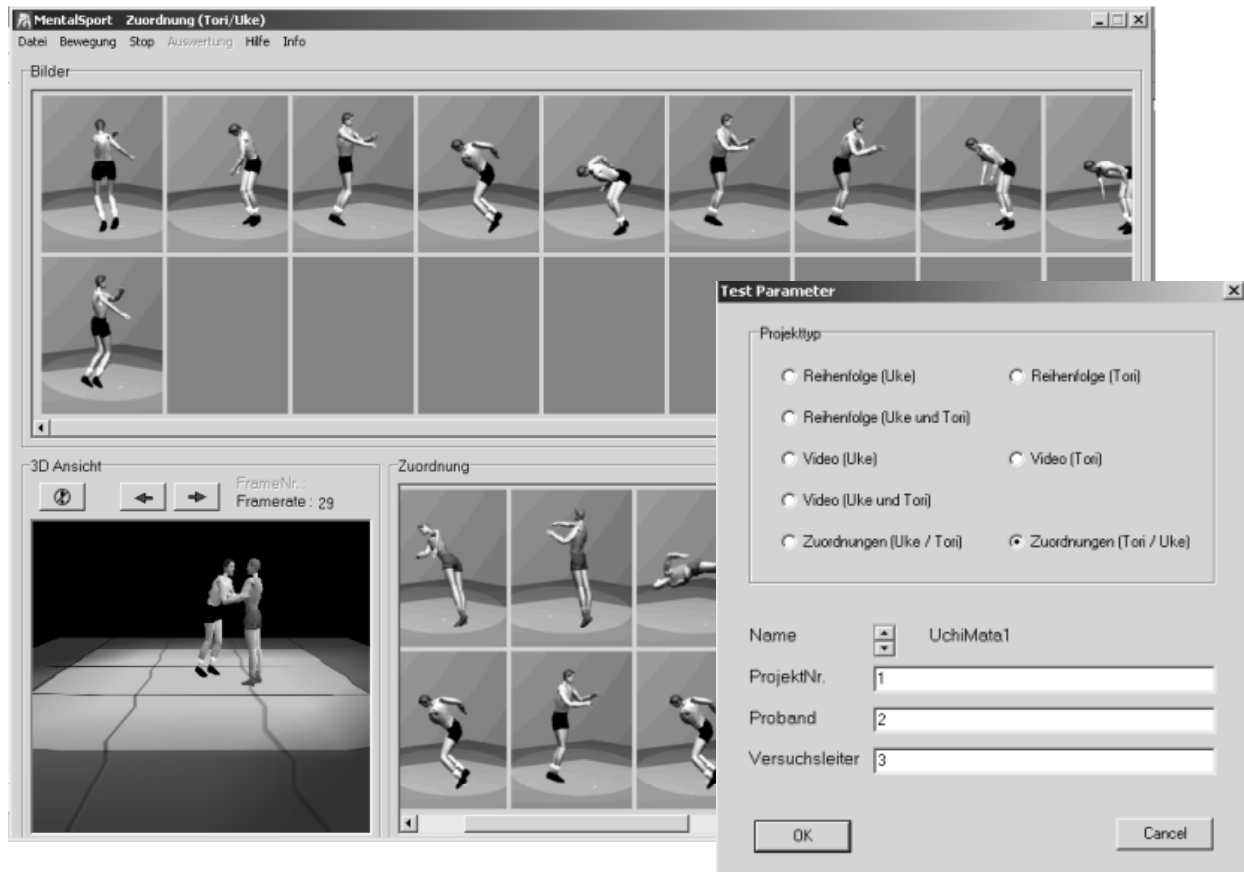 MentalSport Zuordnung (Tori/Uke)
Datei Bewegung Stop Auswertung Hilfe Info
Bilder
3D Ansicht
FrameNr. :
Framerate : 29
Zuordnung
Test Parameter
Projekttyp
Reihenfolge (Uke) Reihenfolge (Tori)
Reihenfolge (Uke und Tori)
Video (Uke) Video (Tori)
Video (Uke und Tori)
Zuordnungen (Uke / Tori) Zuordnungen (Tori / Uke)
Name UchiMata1
ProjektNr. 1
Proband 2
Versuchsleiter 3
OK Cancel